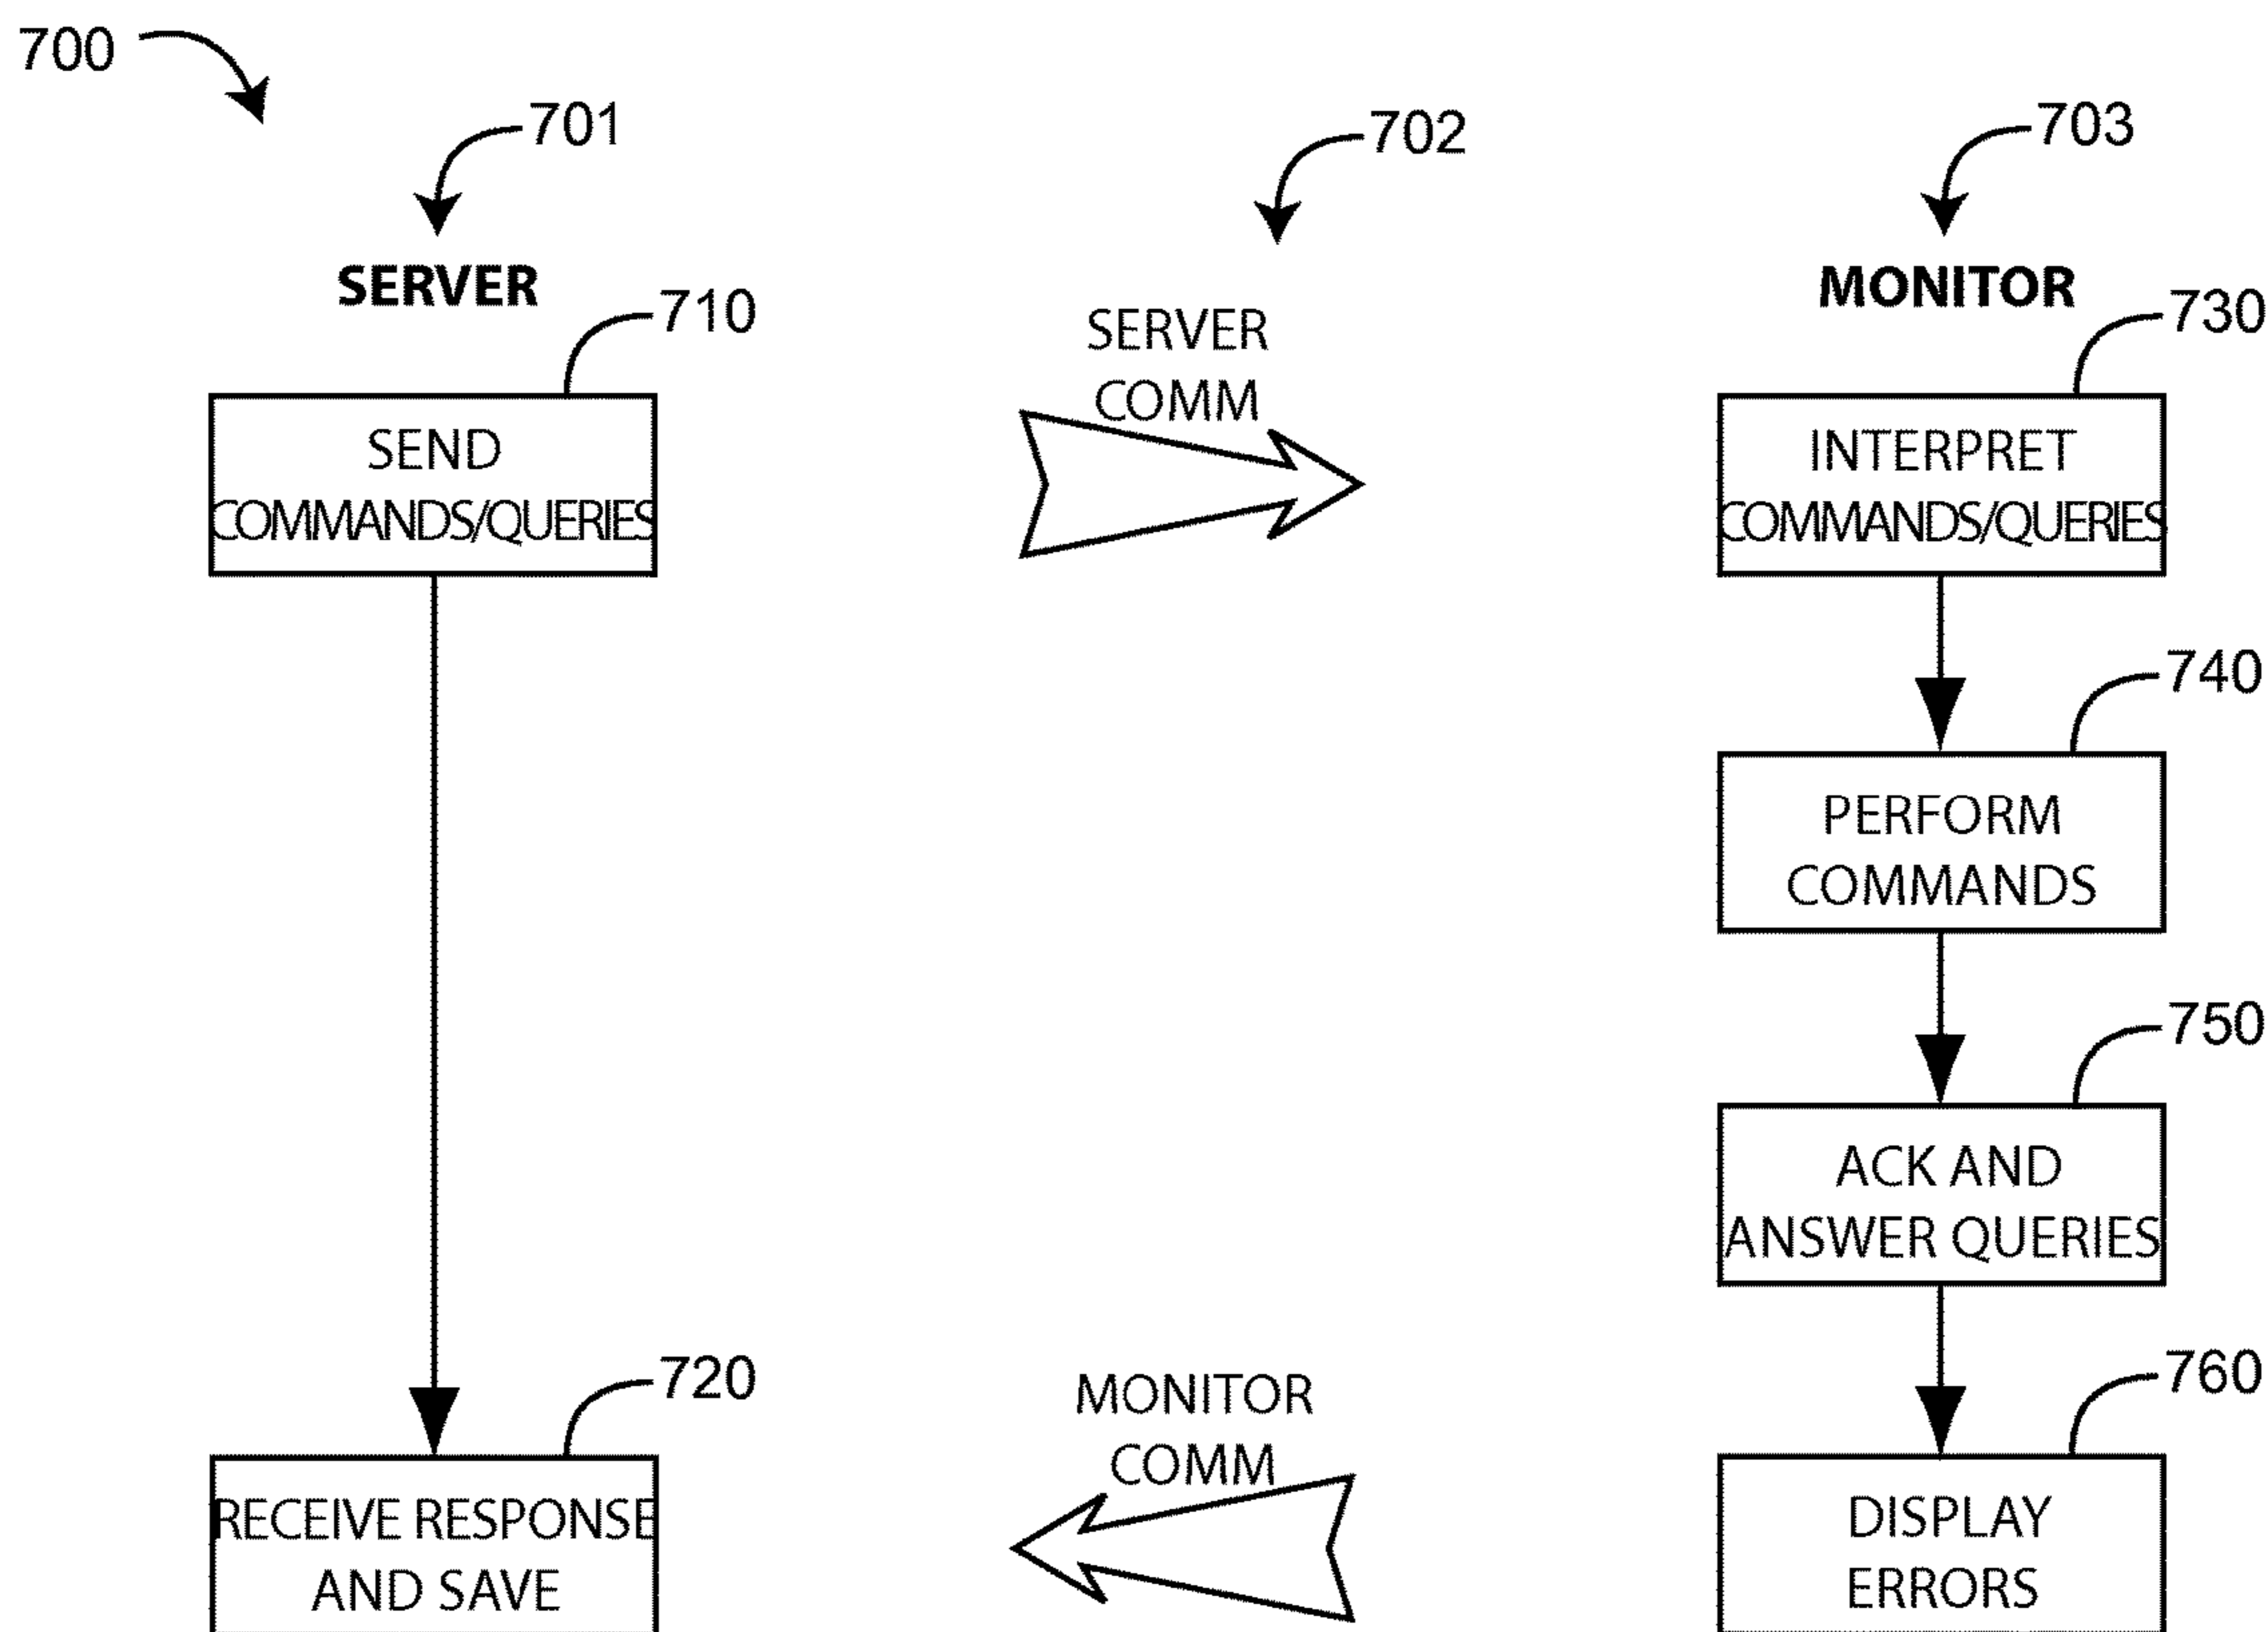 700
701
702
703
SERVER
MONITOR
710
SERVER
COMM
730
SEND
COMMANDS/QUERIES
INTERPRET
COMMANDS/QUERIES
740
PERFORM
COMMANDS
750
ACK AND
ANSWER QUERIES
720
MONITOR
COMM
760
RECEIVE RESPONSE
AND SAVE
DISPLAY
ERRORS